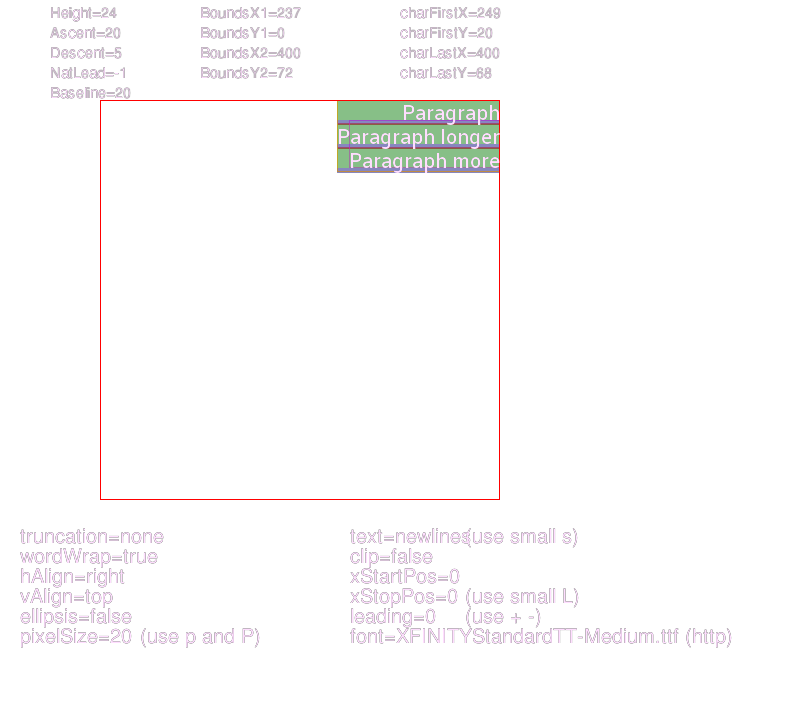 Height=24 BoundsX1=237 charFirstX=249
Ascent=20 BoundsY1=0 charFirstY=20
Descent=5 BoundsX2=400 charLastX=400
NatLead=-1 BoundsY2=72 charLastY=68
Baseline=20
Paragraph
Paragraph longer
Paragraph more
truncation=none text=newlines(use small s)
wordWrap=true clip=false
hAlign=right xStartPos=0
vAlign=top xStopPos=0 (use small L)
ellipsis=false leading=0 (use + -)
pixelSize=20 (use p and P) font=XFINITYStandardTT-Medium.ttf (http)